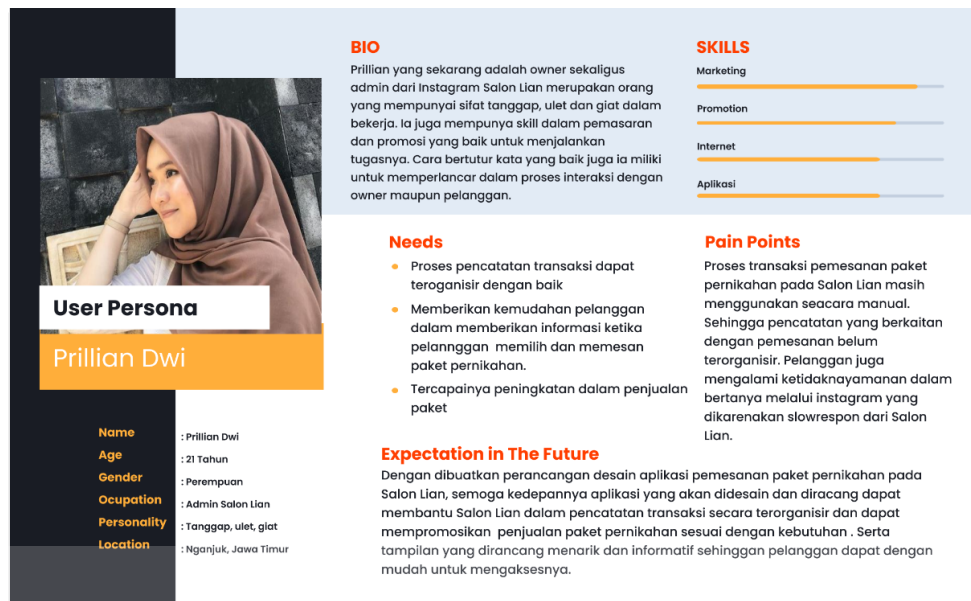 BIO
Prillian yang sekarang adalah owner sekaligus
admin dari Instagram Salon Lian merupakan orang
yang mempunyai sifat tanggap, ulet dan giat dalam
bekerja. Ia juga mempunya skill dalam pemasaran
dan promosi yang baik untuk menjalankan
tugasnya. Cara bertutur kata yang baik juga ia miliki
untuk memperlancar dalam proses interaksi dengan
owner maupun pelanggan.
SKILLS
Marketing
Promotion
Internet
Aplikasi
User Persona
Prillian Dwi
Needs
Proses pencatatan transaksi dapat
teroganisir dengan baik
Memberikan kemudahan pelanggan
dalam memberikan informasi ketika
pelannggan memilih dan memesan
paket pernikahan.
Tercapainya peningkatan dalam penjualan
paket
Pain Points
Proses transaksi pemesanan paket
pernikahan pada Salon Lian masih
menggunakan seacara manual.
Sehingga pencatatan yang berkaitan
dengan pemesanan belum
terorganisir. Pelanggan juga
mengalami ketidaknayamanan dalam
bertanya melalui instagram yang
dikarenakan slowrespon dari Salon
Lian.
Name : Prillian Dwi
Age : 21 Tahun
Gender : Perempuan
Ocupation : Admin Salon Lian
Personality : Tanggap, ulet, giat
Location : Nganjuk, Jawa Timur
Expectation in The Future
Dengan dibuatkan perancangan desain aplikasi pemesanan paket pernikahan pada
Salon Lian, semoga kedepannya aplikasi yang akan didesain dan diracang dapat
membantu Salon Lian dalam pencatatan transaksi secara terorganisir dan dapat
mempromosikan penjualan paket pernikahan sesuai dengan kebutuhan . Serta
tampilan yang dirancang menarik dan informatif sehinggan pelanggan dapat dengan
mudah untuk mengaksesnya.